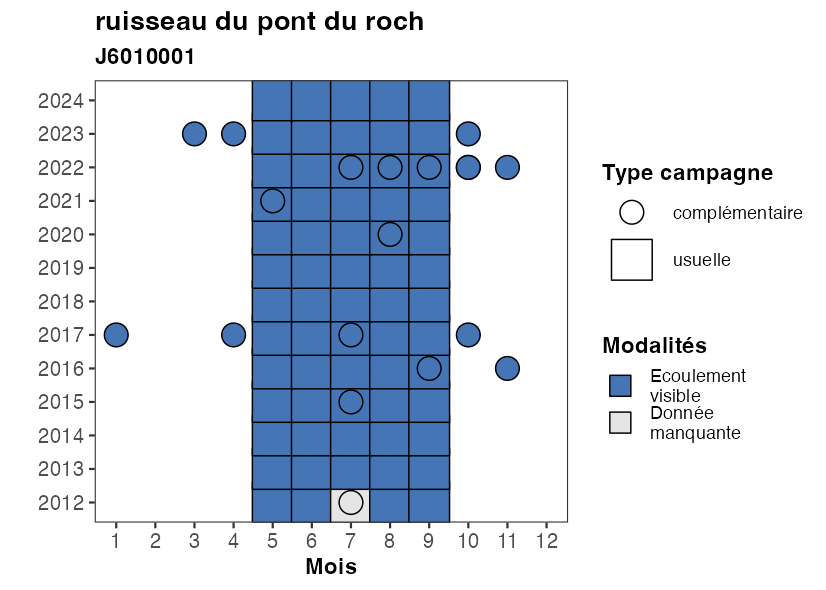 ruisseau du pont du roch
J6010001
2024
2023
2022
2021
2020
2019
2018
2017
2016
2015
2014
2013
2012
1 2 3 4 5 6 7 8 9 10 11 12
Mois
Type campagne
complémentaire
usuelle
Modalités
Ecoulement
visible
Donnée
manquante